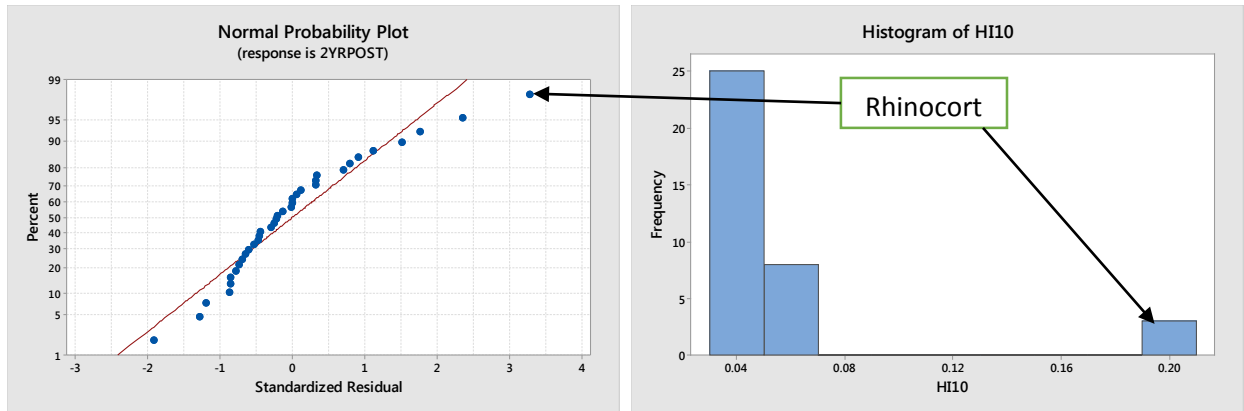 Normal Probability Plot
(response is 2YRPOST)
99
95
90
80
70
60
50
40
30
20
10
5
1
Percent
-3 -2 -1 0 1 2 3 4
Standardized Residual
Histogram of HI10
25
20
15
10
5
0
Frequency
0.04 0.08 0.12 0.16 0.20
HI10
Rhinocort